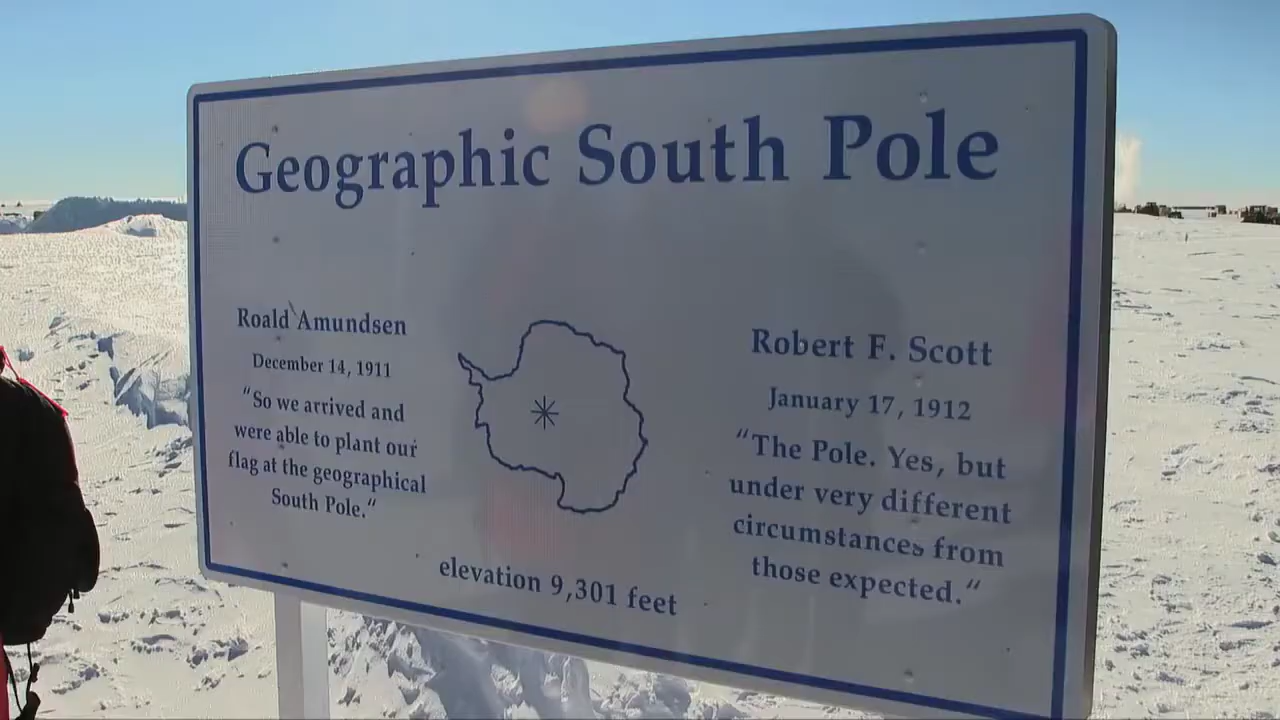 Geographic South Pole
Roald Amundsen
December 14, 1911
“So we arrived and
were able to plant our
flag at the geographical
South Pole.“
Robert F. Scott
January 17, 1912
“The Pole. Yes, but
under very different
circumstances from
those expected.“
elevation 9,301 feet